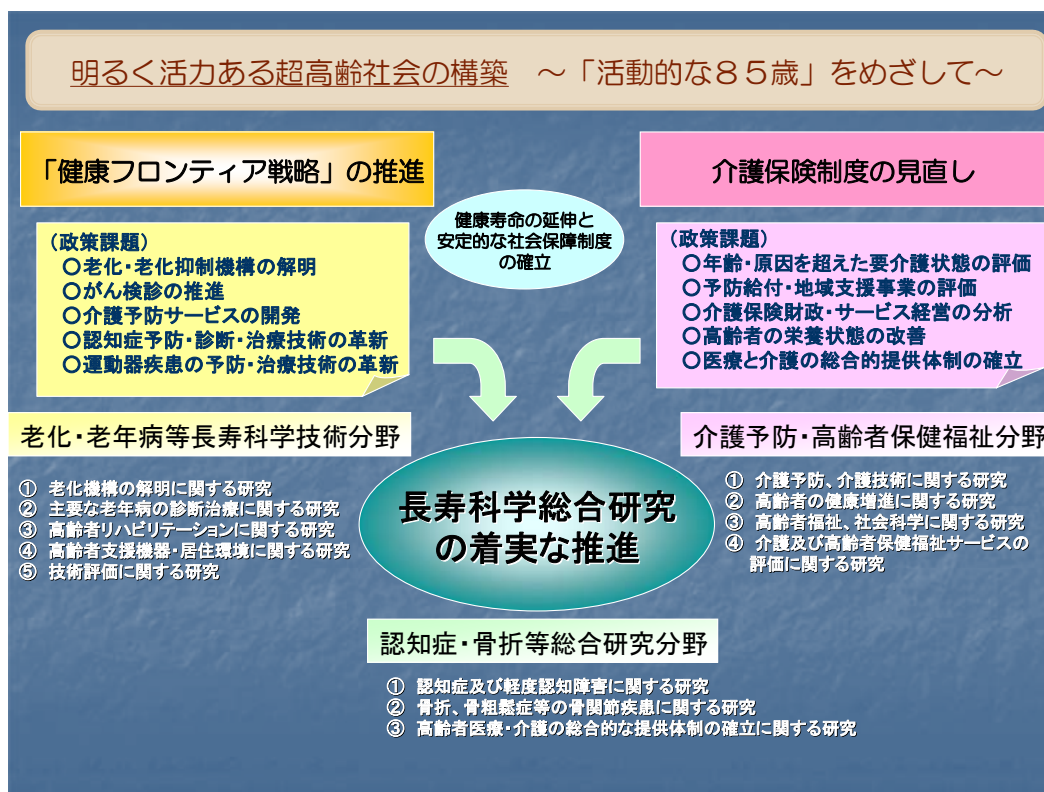 明るく活力ある超高齢社会の構築　～「活動的な８５歳」をめざして～
「健康フロンティア戦略」の推進
介護保険制度の見直し
健康寿命の延伸と
安定的な社会保障制度
の確立
（政策課題）
○老化・老化抑制機構の解明
○がん検診の推進
○介護予防サービスの開発
○認知症予防・診断・治療技術の革新
○運動器疾患の予防・治療技術の革新
（政策課題）
○年齢・原因を超えた要介護状態の評価
○予防給付・地域支援事業の評価
○介護保険財政・サービス経営の分析
○高齢者の栄養状態の改善
○医療と介護の総合的提供体制の確立
老化・老年病等長寿科学技術分野
① 老化機構の解明に関する研究
② 主要な老年病の診断治療に関する研究
③ 高齢者リハビリテーションに関する研究
④ 高齢者支援機器・居住環境に関する研究
⑤ 技術評価に関する研究
長寿科学総合研究
の着実な推進
介護予防・高齢者保健福祉分野
① 介護予防、介護技術に関する研究
② 高齢者の健康増進に関する研究
③ 高齢者福祉、社会科学に関する研究
④ 介護及び高齢者保健福祉サービスの
評価に関する研究
認知症・骨折等総合研究分野
① 認知症及び軽度認知障害に関する研究
② 骨折、骨粗鬆症等の骨関節疾患に関する研究
③ 高齢者医療・介護の総合的な提供体制の確立に関する研究